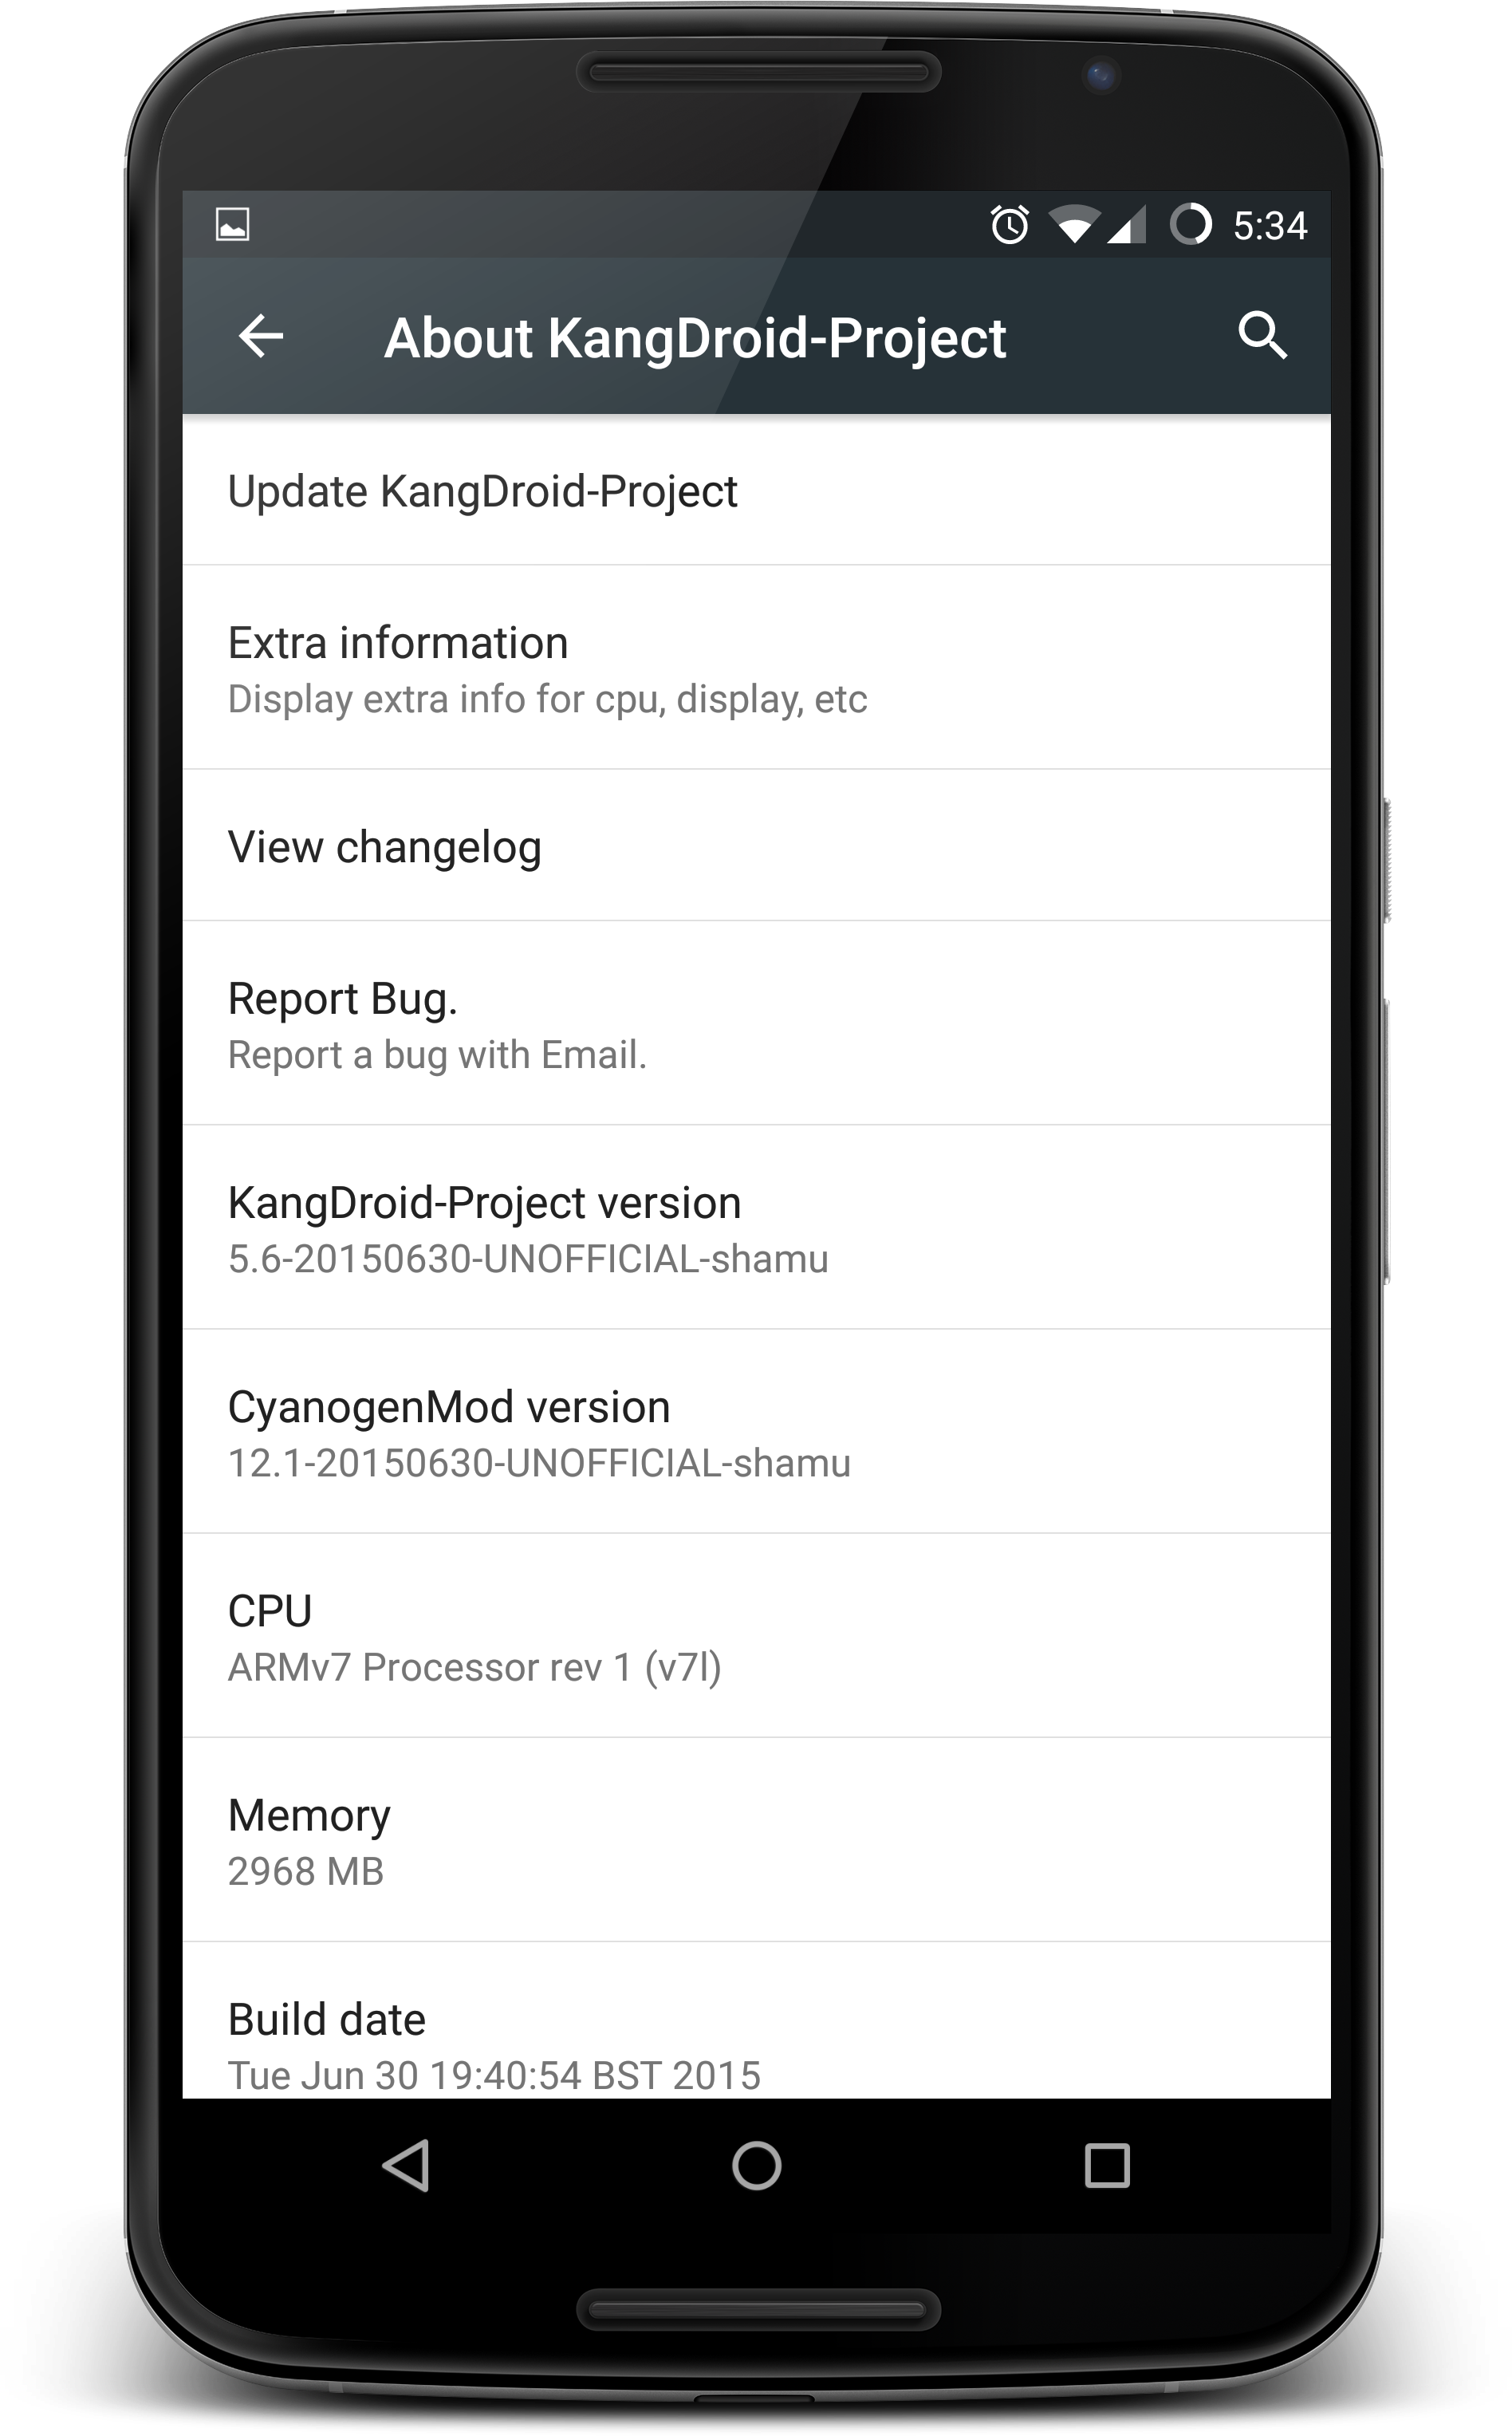 5:34
About KangDroid-Project
Update KangDroid-Project
Extra information
Display extra info for cpu, display, etc
View changelog
Report Bug.
Report a bug with Email.
KangDroid-Project version
5.6-20150630-UNOFFICIAL-shamu
CyanogenMod version
12.1-20150630-UNOFFICIAL-shamu
CPU
ARMv7 Processor rev 1 (v7l)
Memory
2968 MB
Build date
Tue Jun 30 19:40:54 BST 2015